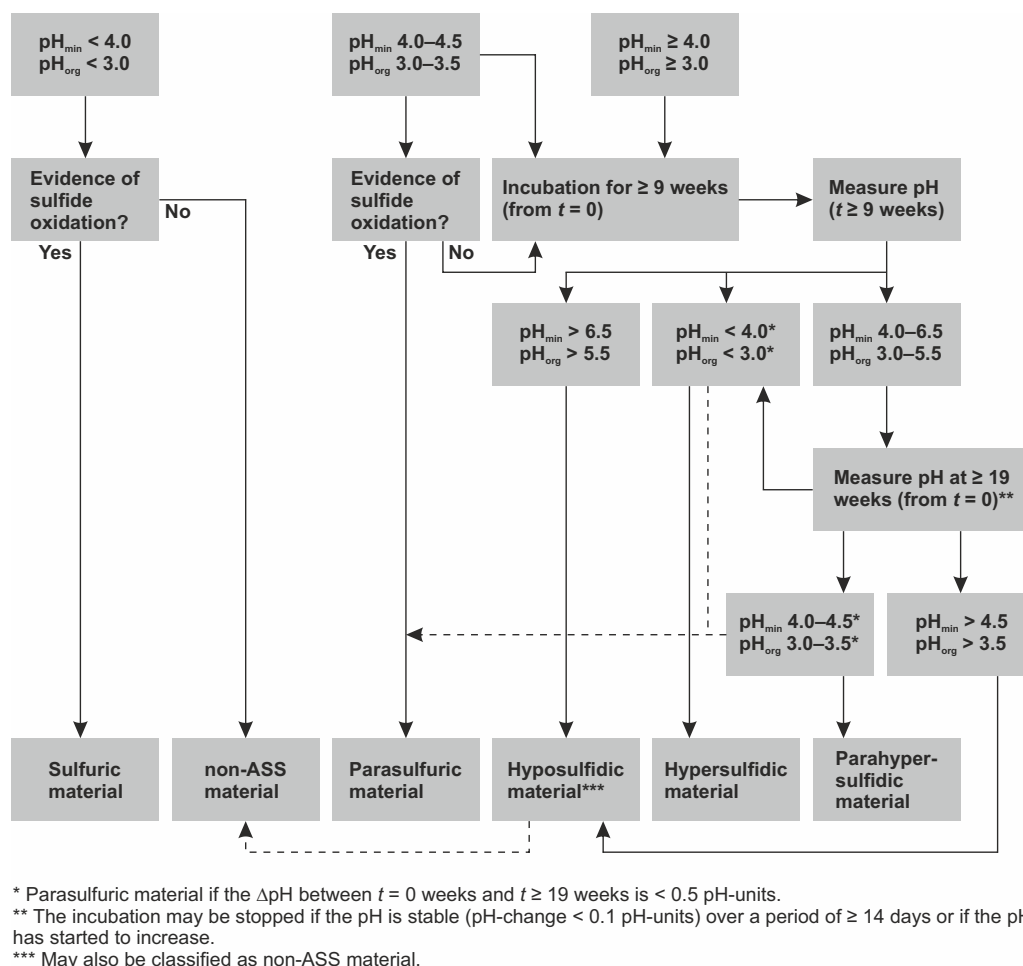 pHmin < 4.0
pHorg < 3.0
pHmin 4.0–4.5
pHorg 3.0–3.5
pHmin ≥ 4.0
pHorg ≥ 3.0
Evidence of
sulfide
oxidation?
No
Yes
Evidence of
sulfide
oxidation?
Yes
No
Incubation for ≥ 9 weeks
(from t = 0)
Measure pH
(t ≥ 9 weeks)
pHmin > 6.5
pHorg > 5.5
pHmin < 4.0*
pHorg < 3.0*
pHmin 4.0–6.5
pHorg 3.0–5.5
Measure pH at ≥ 19
weeks (from t = 0)**
pHmin 4.0–4.5*
pHorg 3.0–3.5*
pHmin > 4.5
pHorg > 3.5
Sulfuric
material
non-ASS
material
Parasulfuric
material
Hyposulfidic
material***
Hypersulfidic
material
Parahyper-
sulfidic
material
* Parasulfuric material if the ΔpH between t = 0 weeks and t ≥ 19 weeks is < 0.5 pH-units.
** The incubation may be stopped if the pH is stable (pH-change < 0.1 pH-units) over a period of ≥ 14 days or if the pH
has started to increase.
*** May also be classified as non-ASS material.